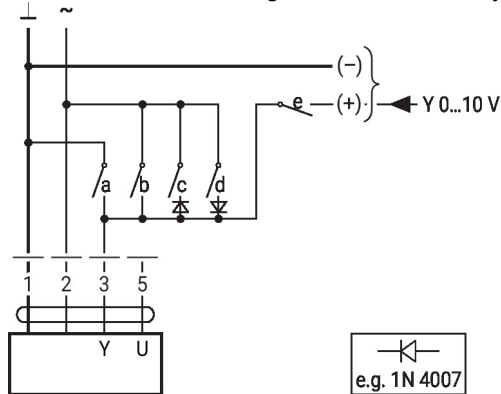 ⊥ ~
(–)
e (+) Y 0...10 V
a b c d
1 2 3 5
Y U
e.g. 1N 4007